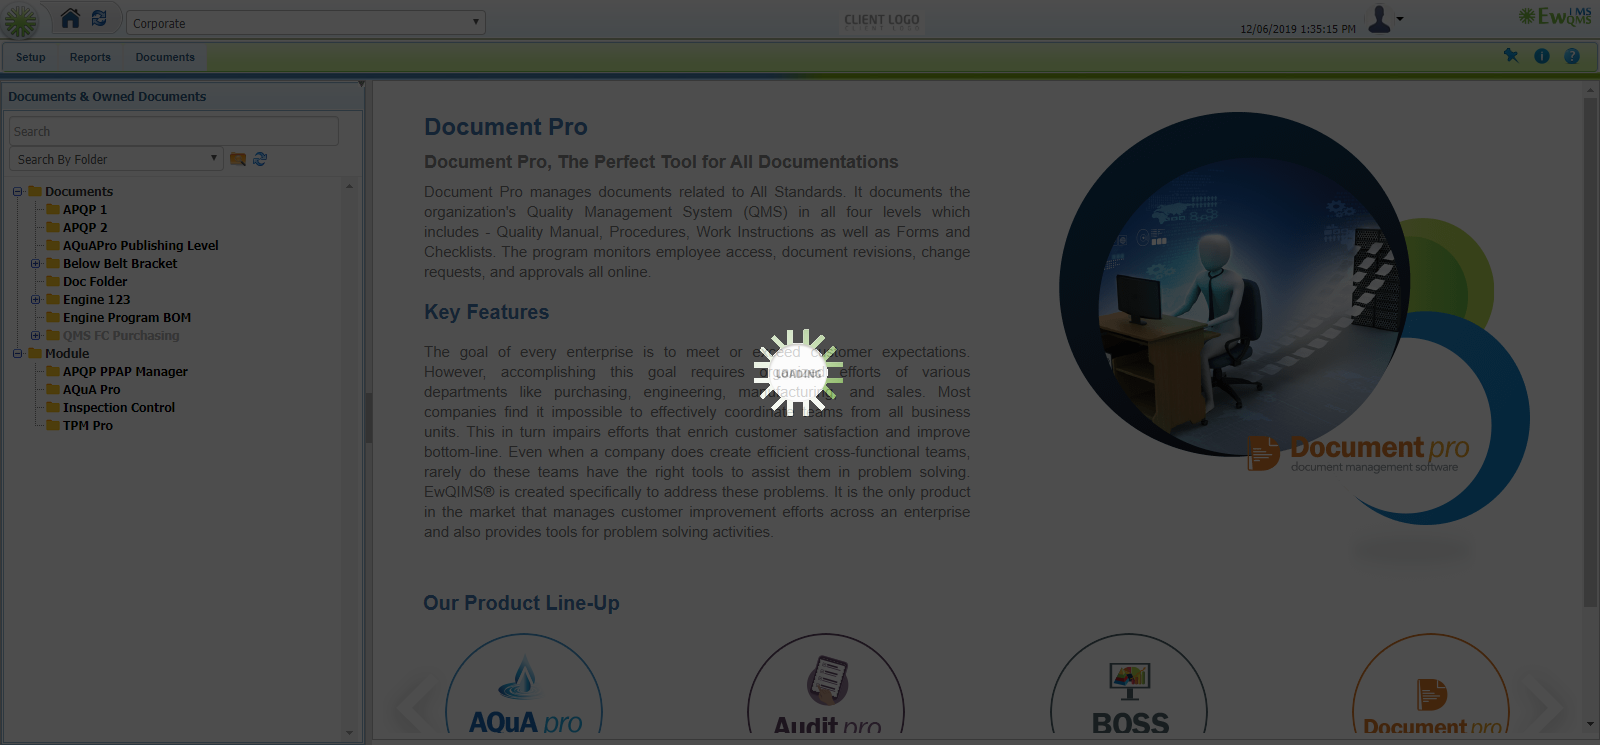 Corporate
CLIENT LOGO
12/06/2019 1:35:15 PM
EwQIMS
QMS
Setup
Reports
Documents
Documents & Owned Documents
Search
Search By Folder
Documents
APQP 1
APQP 2
AQuAPro Publishing Level
Below Belt Bracket
Doc Folder
Engine 123
Engine Program BOM
QMS FC Purchasing
Module
APQP PPAP Manager
AQuA Pro
Inspection Control
TPM Pro
Document Pro
Document Pro, The Perfect Tool for All Documentations
Document Pro manages documents related to All Standards. It documents the
organization's Quality Management System (QMS) in all four levels which
includes - Quality Manual, Procedures, Work Instructions as well as Forms and
Checklists. The program monitors employee access, document revisions, change
requests, and approvals all online.
Key Features
The goal of every enterprise is to meet or exceed customer expectations.
However, accomplishing this goal requires organized efforts of various
departments like purchasing, engineering, manufacturing, and sales. Most
companies find it impossible to effectively coordinate teams from all business
units. This in turn impairs efforts that enrich customer satisfaction and improve
bottom-line. Even when a company does create efficient cross-functional teams,
rarely do these teams have the right tools to assist them in problem solving.
EwQIMS® is created specifically to address these problems. It is the only product
in the market that manages customer improvement efforts across an enterprise
and also provides tools for problem solving activities.
LOADING
Document pro
document management software
Our Product Line-Up
AQuA pro
Audit pro
BOSS
Document pro